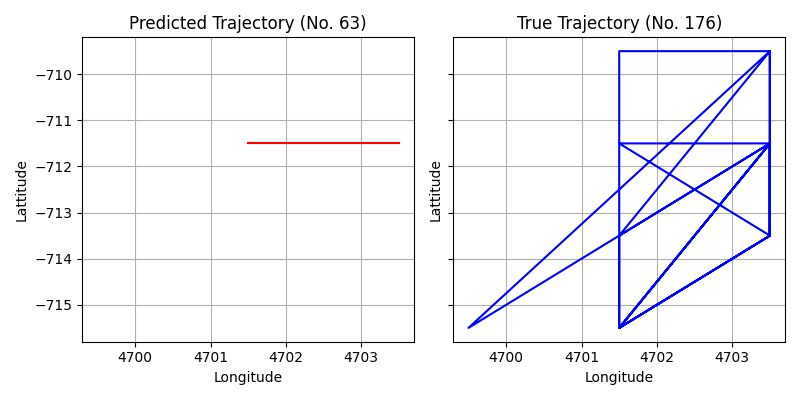 Predicted Trajectory (No. 63)
True Trajectory (No. 176)
−710
−711
−712
−713
−714
−715
Lattitude
Lattitude
4700 4701 4702 4703
4700 4701 4702 4703
Longitude
Longitude